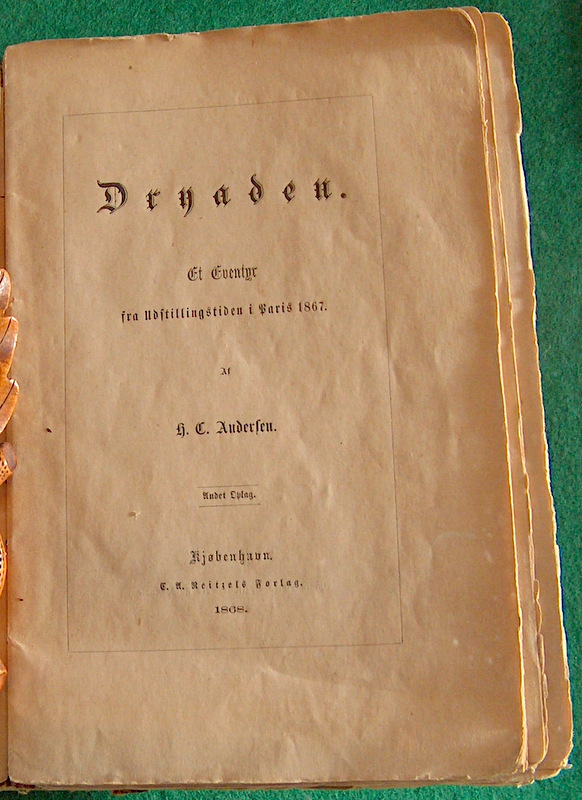 Dryaden.
Et Eventyr
fra Udstillingstiden i Paris 1867.
Af
H. C. Andersen.
Andet Oplag.
Kjøbenhavn.
C. A. Reitzels Forlag.
1868.